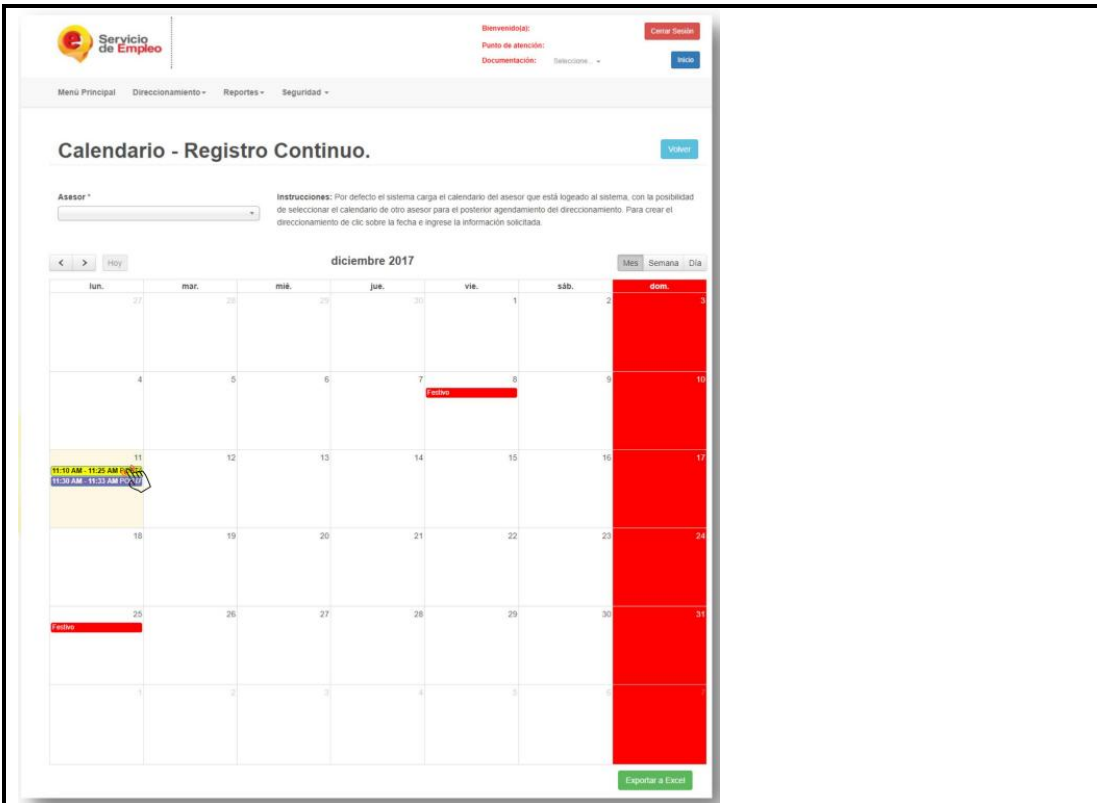 Servicio
de Empleo
Bienvenido(a):
Cerrar Sesión
Punto de atención:
Documentación: Seleccione...
Inicio
Menú Principal Direccionamiento Reportes Seguridad
Calendario - Registro Continuo.
Volver
Asesor *
Instrucciones: Por defecto el sistema carga el calendario del asesor que está logeado al sistema, con la posibilidad
de seleccionar el calendario de otro asesor para el posterior agendamiento del direccionamiento. Para crear el
direccionamiento de clic sobre la fecha e ingrese la información solicitada.
< > Hoy
diciembre 2017
Mes Semana Día
lun. mar. mié. jue. vie. sáb. dom.
27 28 29 30 1 2 3
4 5 6 7 8 9 10
Festivo
11 12 13 14 15 16 17
11:10 AM - 11:25 AM
11:30 AM - 11:33 AM
18 19 20 21 22 23 24
25 26 27 28 29 30 31
Festivo
1 2 3 4 5 6 7
Exportar a Excel